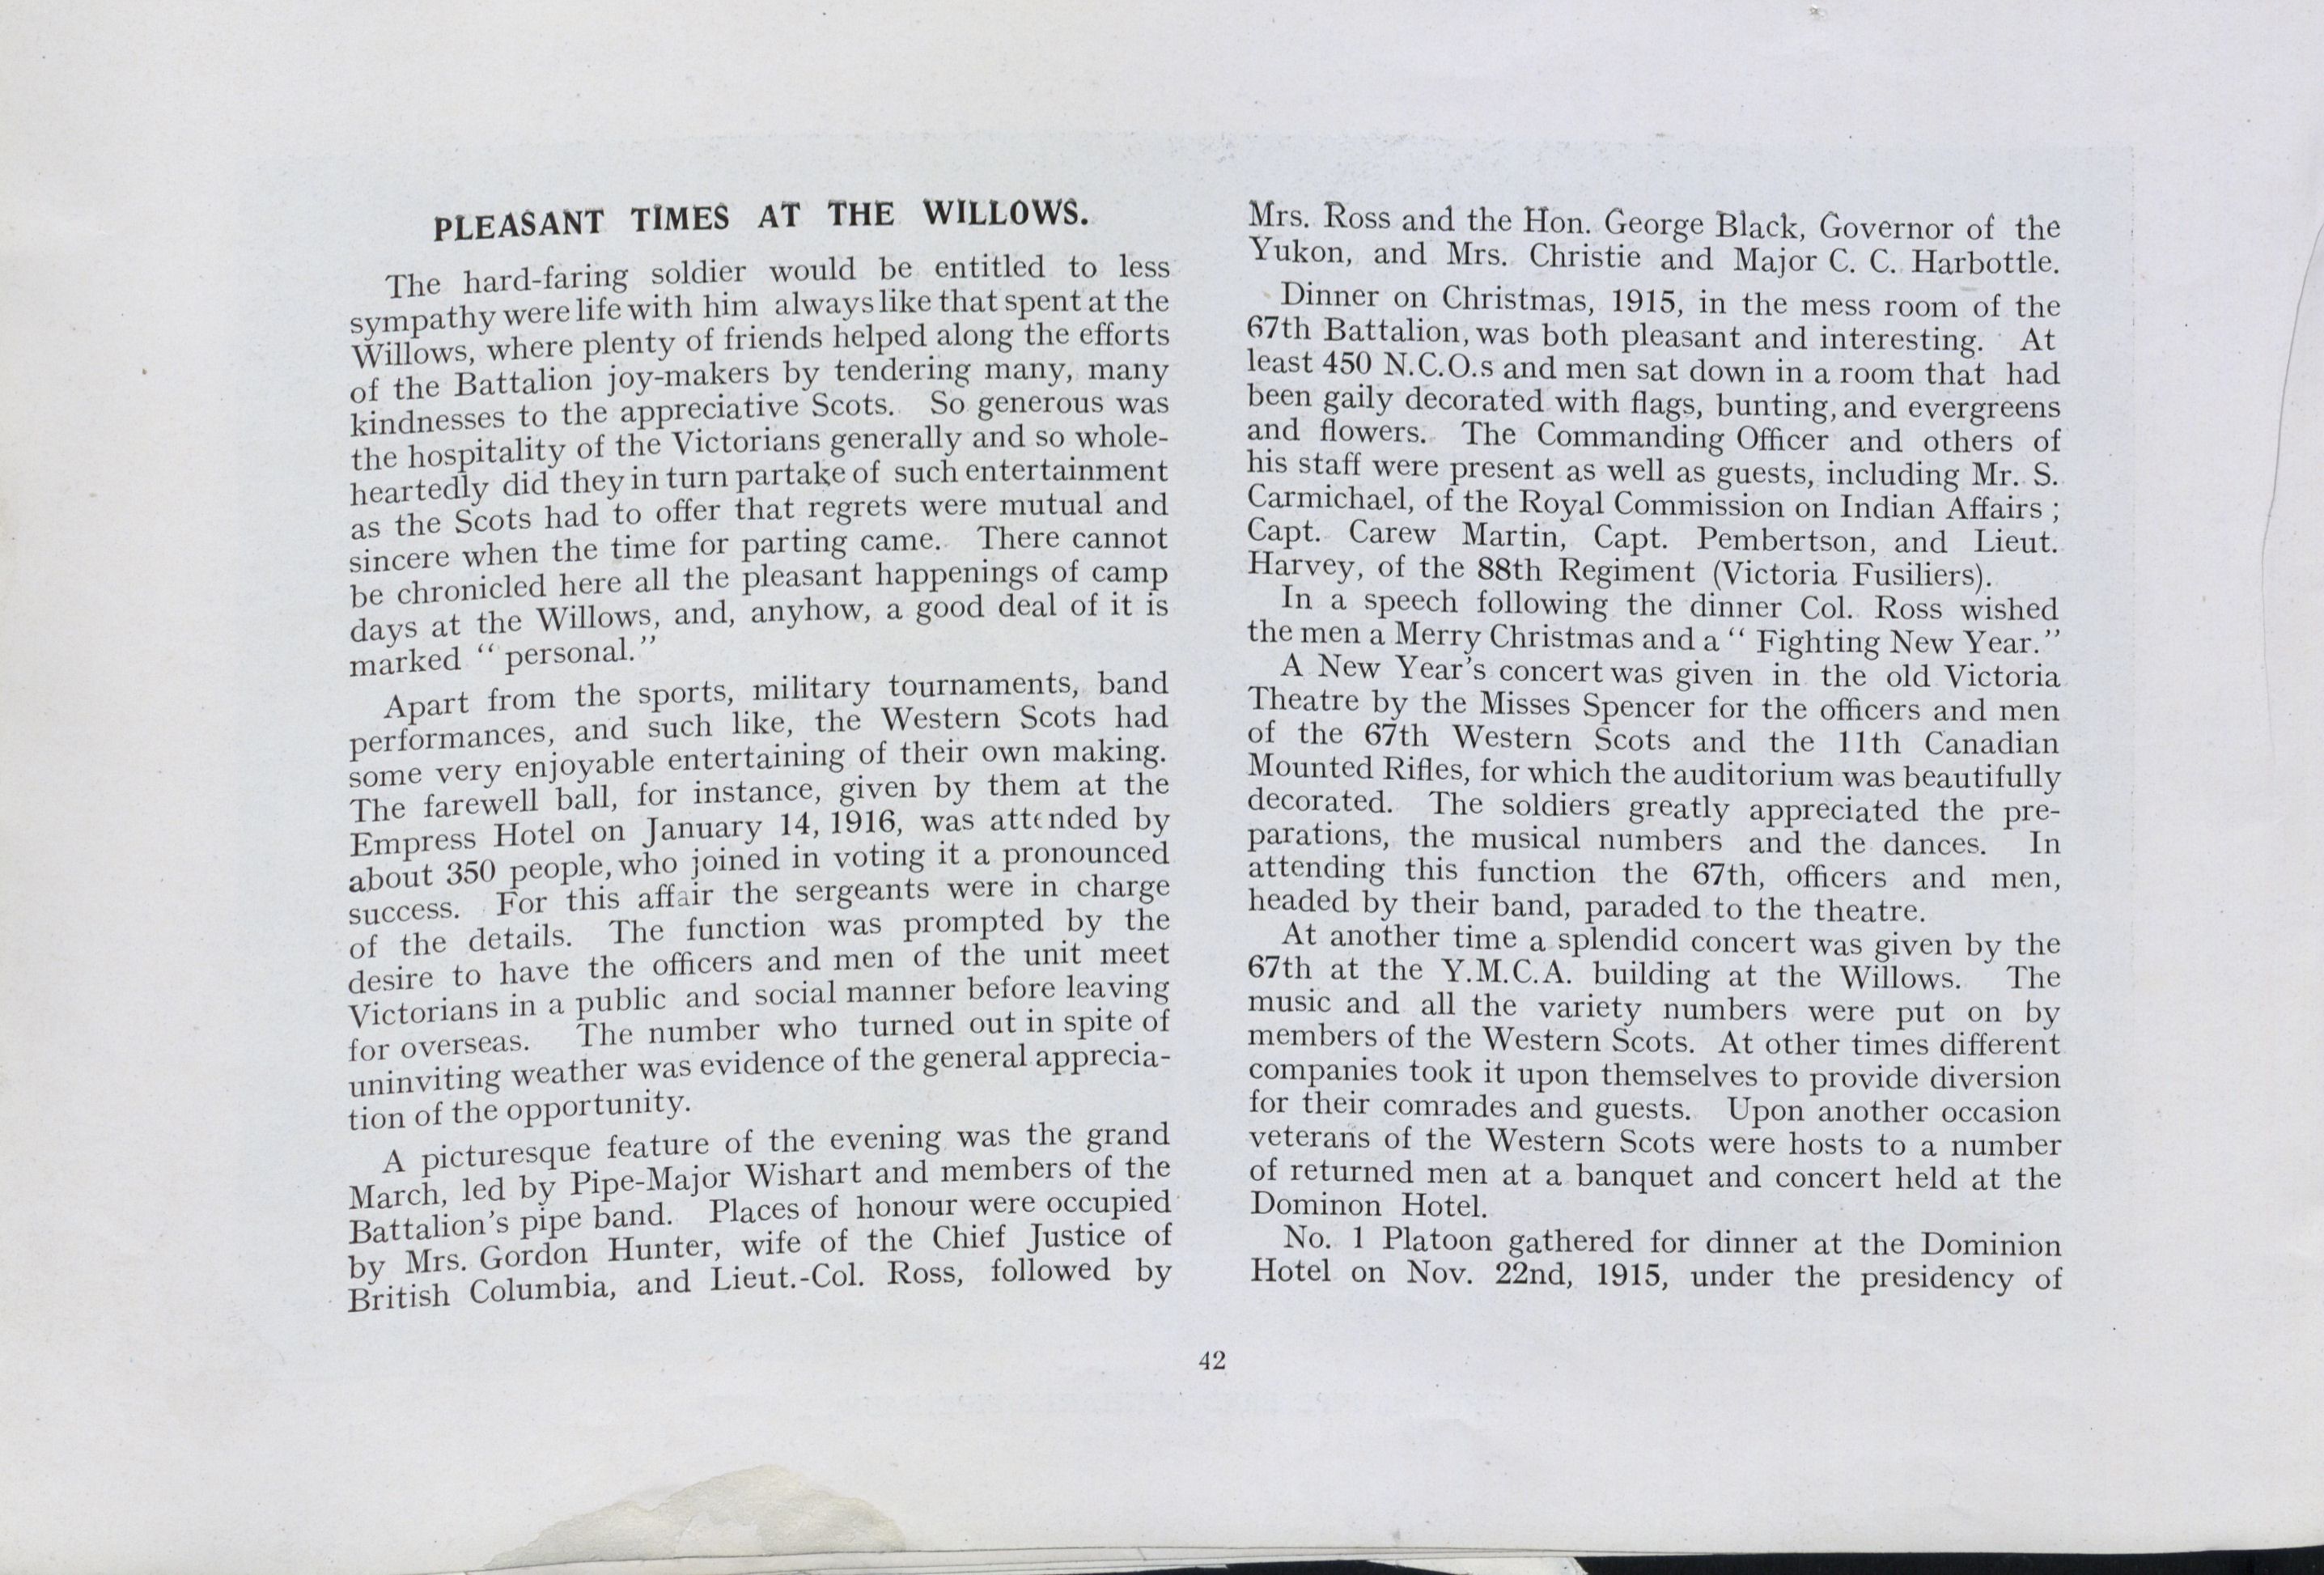 PLEASANT TIMES AT THE WILLOWS.
The hard-faring soldier would be entitled to less
sympathy were life with him always like that spent at the
Willows, where plenty of friends helped along the efforts
of the Battalion joy-makers by tendering many, many
kindnesses to the appreciative Scots. So generous was
the hospitality of the Victorians generally and so whole-
heartedly did they in turn partake of such entertainment
as the Scots had to offer that regrets were mutual and
sincere when the time for parting came. There cannot
be chronicled here all the pleasant happenings of camp
days at the Willows, and, anyhow, a good deal of it is
marked “ personal.”
Apart from the sports, military tournaments, band
performances, and such like, the Western Scots had
some very enjoyable entertaining of their own making.
The farewell ball, for instance, given by them at the
Empress Hotel on January 14, 1916, was attended by
about 350 people, who joined in voting it a pronounced
success. For this affair the sergeants were in charge
of the details. The function was prompted by the
desire to have the officers and men of the unit meet
Victorians in a public and social manner before leaving
for overseas. The number who turned out in spite of
uninviting weather was evidence of the general apprecia-
tion of the opportunity.
A picturesque feature of the evening was the grand
March, led by Pipe-Major Wishart and members of the
Battalion’s pipe band. Places of honour were occupied
by Mrs. Gordon Hunter, wife of the Chief Justice of
British Columbia, and Lieut.-Col. Ross, followed by
Mrs. Ross and the Hon. George Black, Governor of the
Yukon, and Mrs. Christie and Major C. C. Harbottle.
Dinner on Christmas, 1915, in the mess room of the
67th Battalion, was both pleasant and interesting. At
least 450 N.C.O.s and men sat down in a room that had
been gaily decorated with flags, bunting, and evergreens
and flowers. The Commanding Officer and others of
his staff were present as well as guests, including Mr. S.
Carmichael, of the Royal Commission on Indian Affairs ;
Capt. Carew Martin, Capt. Pembertson, and Lieut.
Harvey, of the 88th Regiment (Victoria Fusiliers).
In a speech following the dinner Col. Ross wished
the men a Merry Christmas and a “ Fighting New Year.”
A New Year’s concert was given in the old Victoria
Theatre by the Misses Spencer for the officers and men
of the 67th Western Scots and the 11th Canadian
Mounted Rifles, for which the auditorium was beautifully
decorated. The soldiers greatly appreciated the pre-
parations, the musical numbers and the dances. In
attending this function the 67th, officers and men,
headed by their band, paraded to the theatre.
At another time a splendid concert was given by the
67th at the Y.M.C.A. building at the Willows. The
music and all the variety numbers were put on by
members of the Western Scots. At other times different
companies took it upon themselves to provide diversion
for their comrades and guests. Upon another occasion
veterans of the Western Scots were hosts to a number
of returned men at a banquet and concert held at the
Dominon Hotel.
No. 1 Platoon gathered for dinner at the Dominion
Hotel on Nov. 22nd, 1915, under the presidency of
42